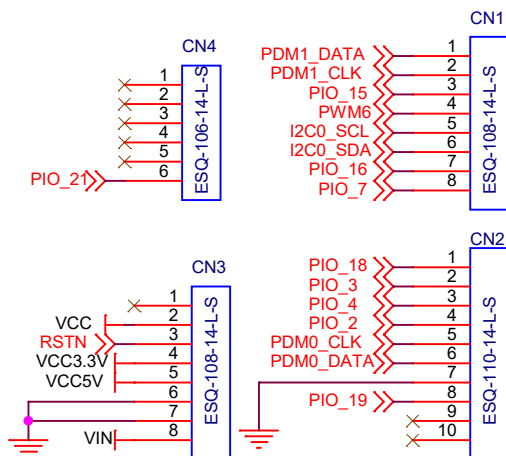 CN4
1
2
3
4
5
PIO_21 6
ESQ-106-14-L-S
CN1
PDM1_DATA 1
PDM1_CLK 2
PIO_15 3
PWM6 4
I2C0_SCL 5
I2C0_SDA 6
PIO_16 7
PIO_7 8
ESQ-108-14-L-S
CN3
1
VCC 2
RSTN 3
VCC3.3V 4
VCC5V 5
6
7
VIN 8
ESQ-108-14-L-S
CN2
PIO_18 1
PIO_3 2
PIO_4 3
PIO_2 4
PDM0_CLK 5
PDM0_DATA 6
7
PIO_19 8
9
10
ESQ-110-14-L-S